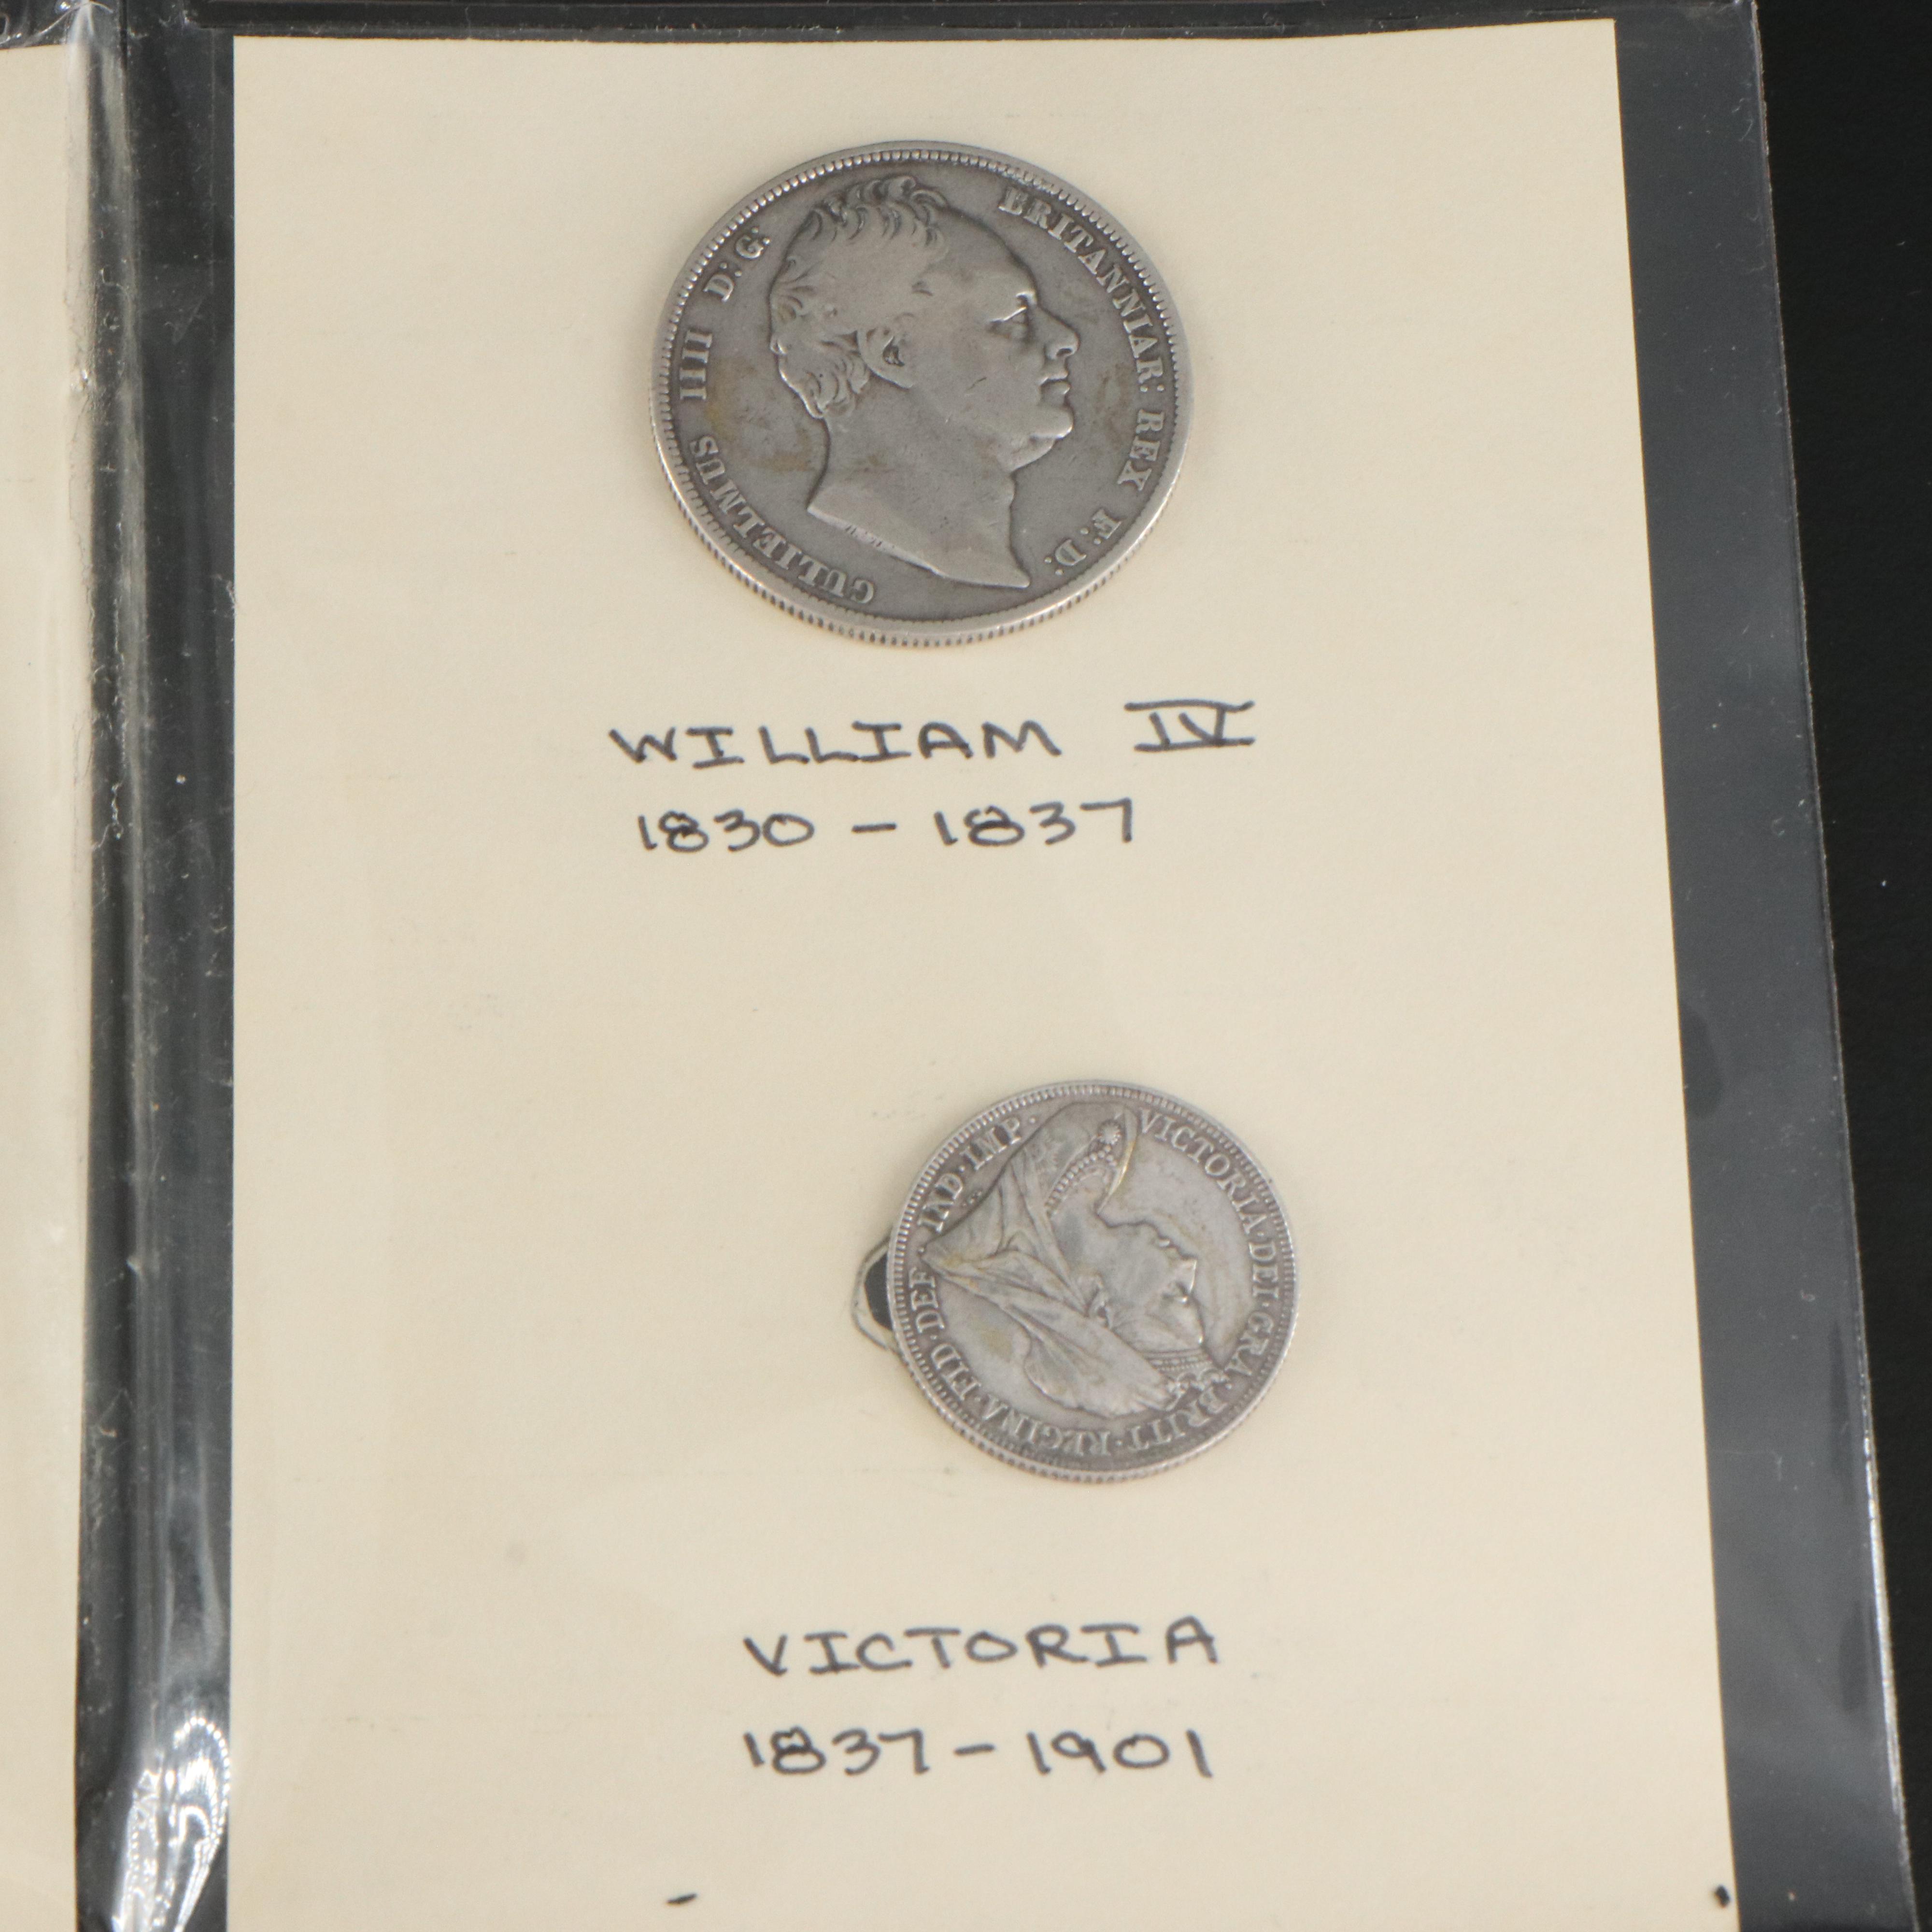 GULIELMUS IIII D: G: BRITANNIAR: REX F: D:
WILLIAM IV
1830 - 1837
VICTORIA·DEI·GRA·BRITT·REGINA·FID·DEF·IND·IMP·
VICTORIA
1837-1901